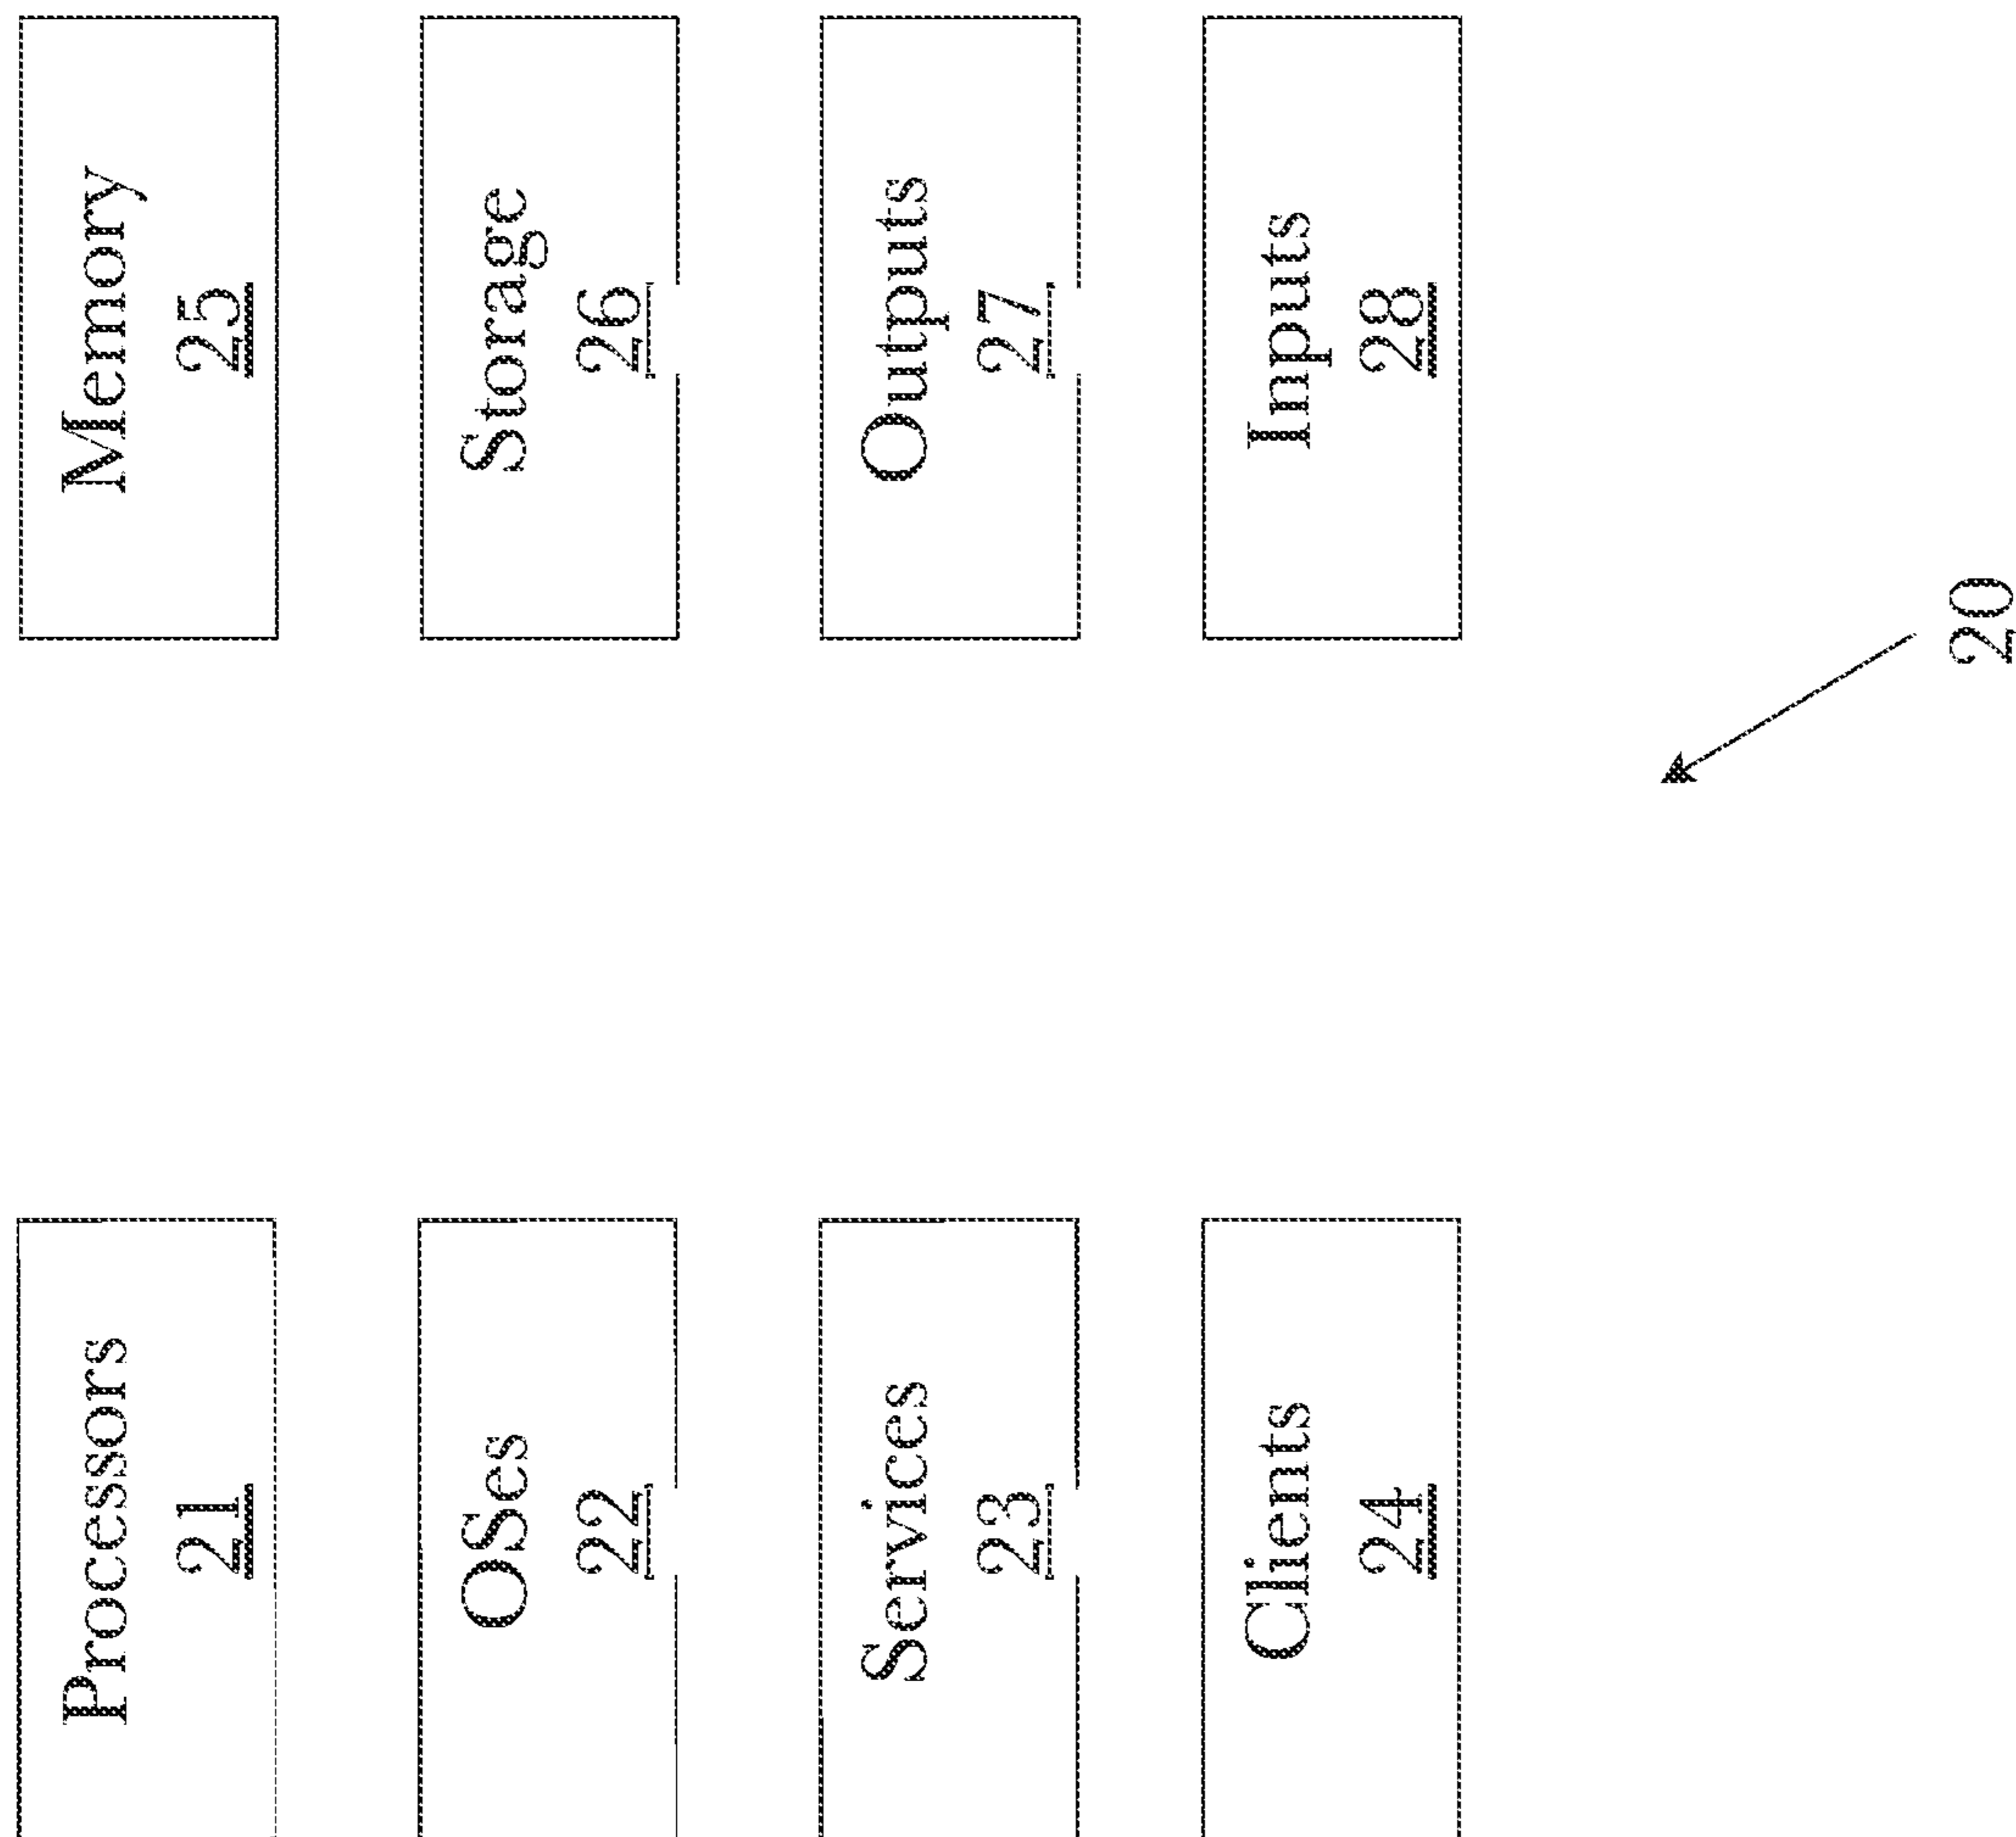 Processors
21
OSes
22
Services
23
Clients
24
Memory
25
Storage
26
Outputs
27
Inputs
28
20